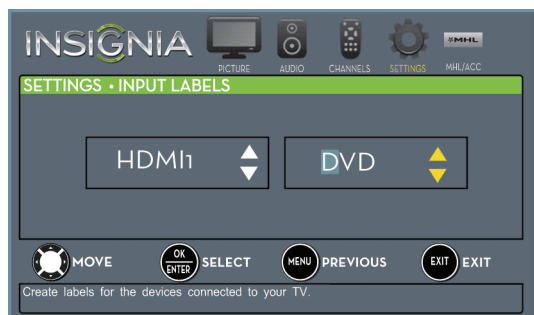 INSIGNIA
MHL
PICTURE AUDIO CHANNELS SETTINGS MHL/ACC
SETTINGS • INPUT LABELS
HDMI1 DVD
MOVE OK ENTER SELECT MENU PREVIOUS EXIT EXIT
Create labels for the devices connected to your TV.